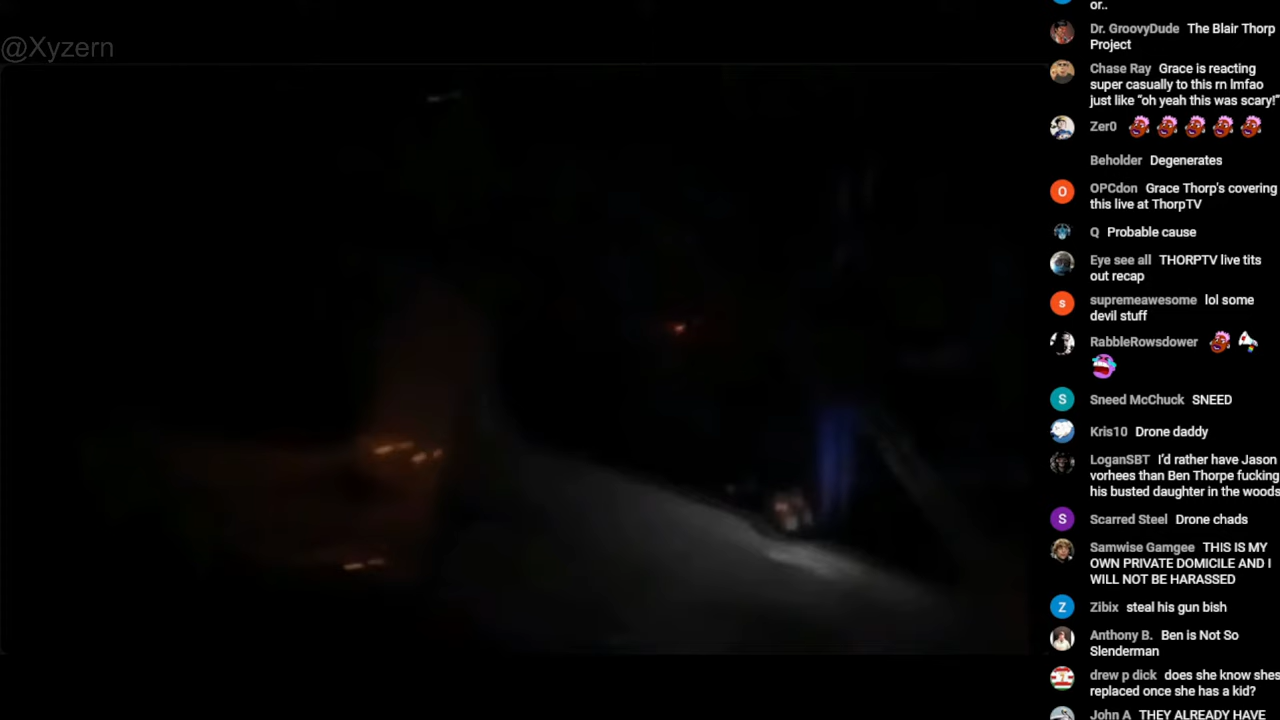 or..
@Xyzern
Dr. GroovyDude The Blair Thorp
Project
Chase Ray Grace is reacting
super casually to this rn lmfao
just like “oh yeah this was scary!”
Zer0
Beholder Degenerates
OPCdon Grace Thorp's covering
this live at ThorpTV
Q Probable cause
Eye see all THORPTV live tits
out recap
supremeawesome lol some
devil stuff
RabbleRowsdower
Sneed McChuck SNEED
Kris10 Drone daddy
LoganSBT I'd rather have Jason
vorhees than Ben Thorpe fucking
his busted daughter in the woods
Scarred Steel Drone chads
Samwise Gamgee THIS IS MY
OWN PRIVATE DOMICILE AND I
WILL NOT BE HARASSED
Zibix steal his gun bish
Anthony B. Ben is Not So
Slenderman
drew p dick does she know shes
replaced once she has a kid?
John A THEY ALREADY HAVE